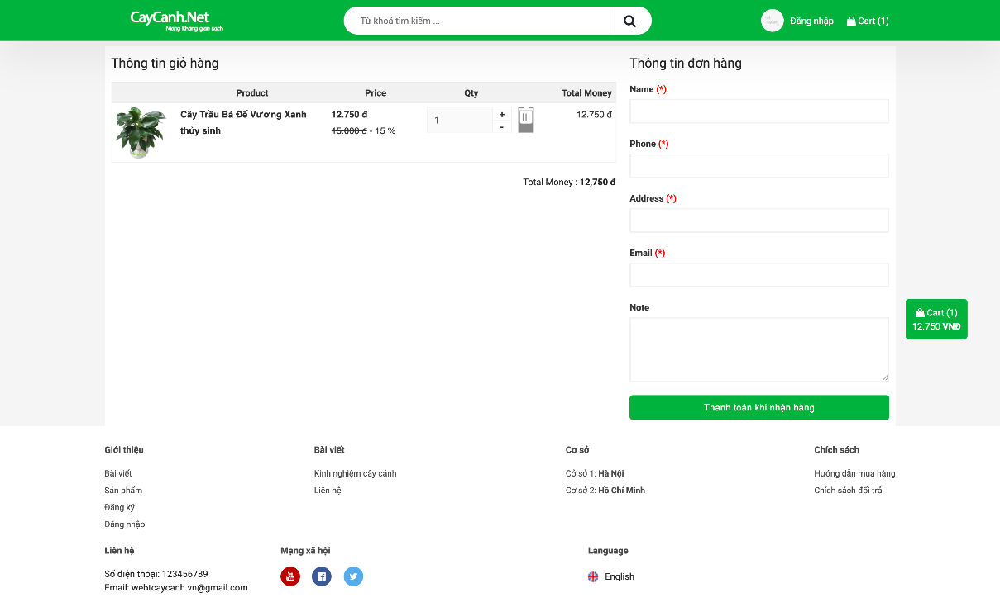 CayCanh.Net
Mang không gian sạch
Từ khoá tìm kiếm ...
Đăng nhập
Cart (1)
Thông tin giỏ hàng
Product Price Qty Total Money
Cây Trầu Bà Đế Vương Xanh
thủy sinh
12.750 đ
15.000 đ - 15 %
1
+
-
12.750 đ
Total Money : 12,750 đ
Thông tin đơn hàng
Name (*)
Phone (*)
Address (*)
Email (*)
Note
Thanh toán khi nhận hàng
Cart (1)
12.750 VNĐ
Giới thiệu
Bài viết
Sản phẩm
Đăng ký
Đăng nhập
Bài viết
Kinh nghiệm cây cảnh
Liên hệ
Cơ sở
Cở sở 1: Hà Nội
Cơ sở 2: Hồ Chí Minh
Chích sách
Hướng dẫn mua hàng
Chích sách đổi trả
Liên hệ
Số điện thoại: 123456789
Email: webtcaycanh.vn@gmail.com
Mạng xã hội
Language
English